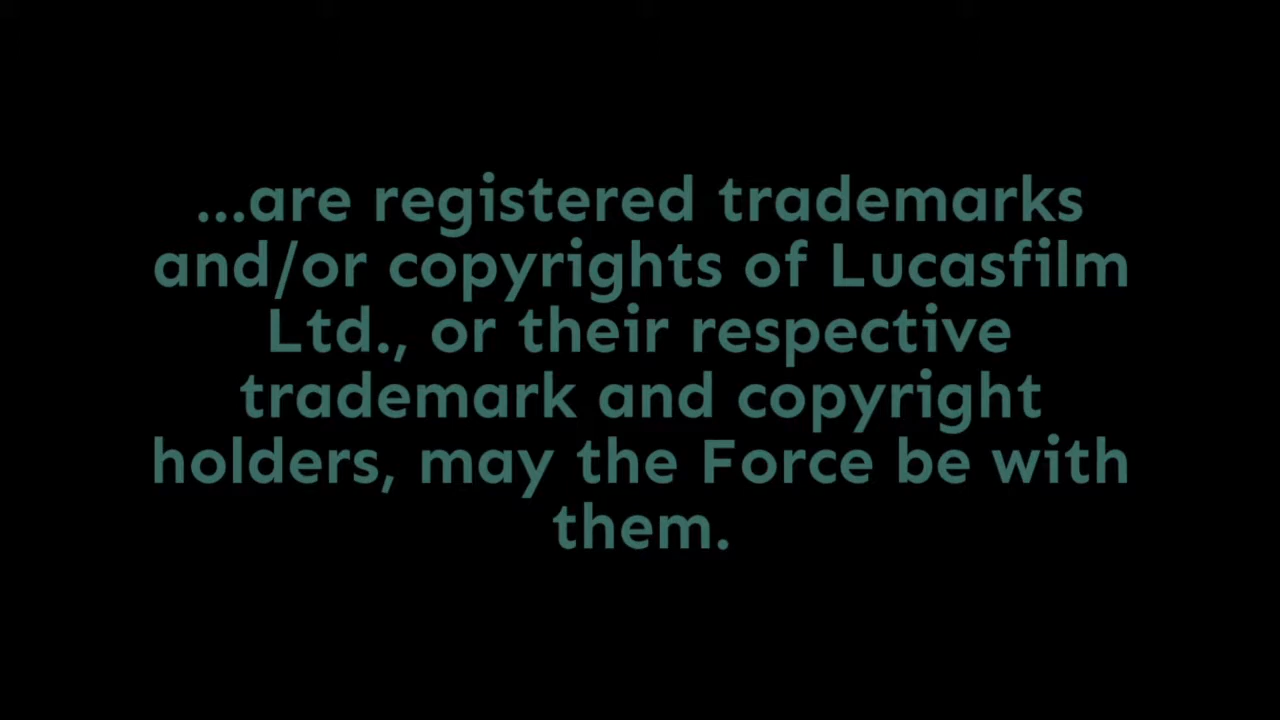 ...are registered trademarks
and/or copyrights of Lucasfilm
Ltd., or their respective
trademark and copyright
holders, may the Force be with
them.